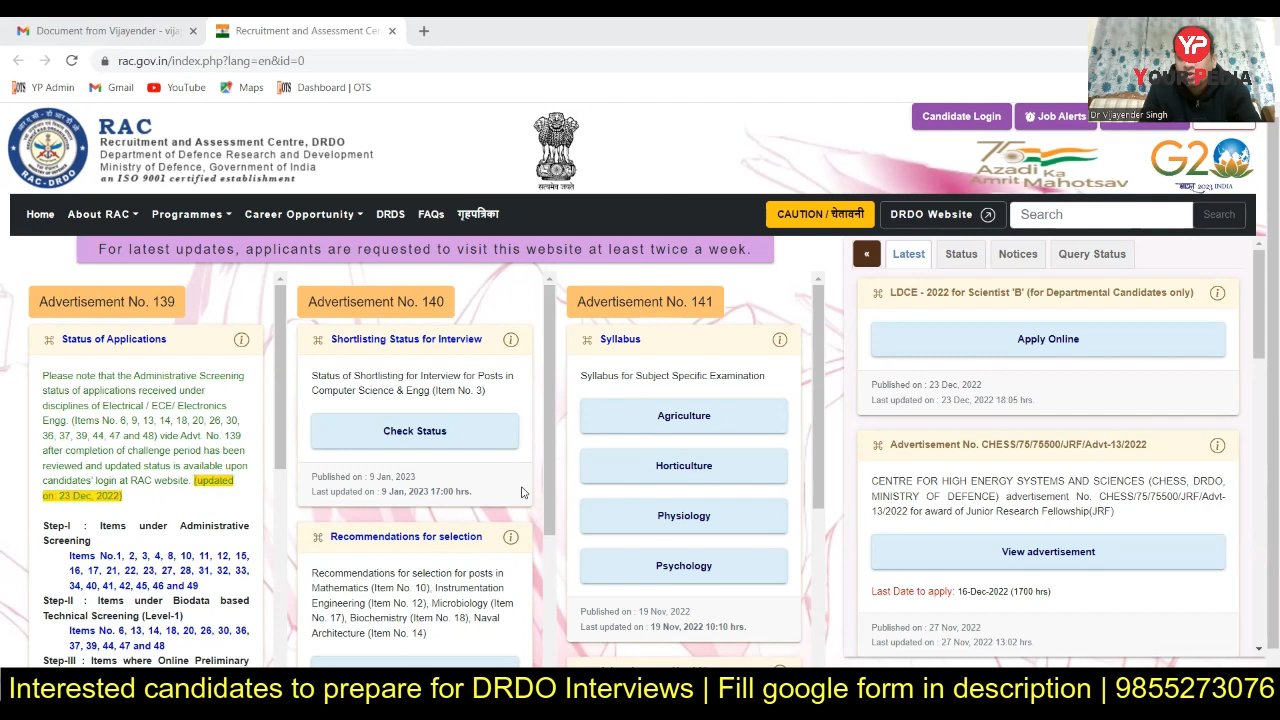 Document from Vijayender - vija
Recruitment and Assessment Cen
rac.gov.in/index.php?lang=en&id=0
YP Admin
Gmail
YouTube
Maps
Dashboard | OTS
YP
YOUR PEDIA
Dr Vijayender Singh
RAC
Recruitment and Assessment Centre, DRDO
Department of Defence Research and Development
Ministry of Defence, Government of India
an ISO 9001 certified establishment
RAC-DRDO
सत्यमेव जयते
Candidate Login
Job Alerts
75
Azadi Ka
Amrit Mahotsav
G20
भारत 2023 INDIA
Home
About RAC
Programmes
Career Opportunity
DRDS
FAQs
गृहपत्रिका
CAUTION / चेतावनी
DRDO Website
Search
Search
For latest updates, applicants are requested to visit this website at least twice a week.
Advertisement No. 139
Status of Applications
Please note that the Administrative Screening
status of applications received under
disciplines of Electrical / ECE/ Electronics
Engg. (Items No. 6, 9, 13, 14, 18, 20, 26, 30,
36, 37, 39, 44, 47 and 48) vide Advt. No. 139
after completion of challenge period has been
reviewed and updated status is available upon
candidates' login at RAC website. (updated
on: 23 Dec, 2022)
Step-I : Items under Administrative
Screening
Items No.1, 2, 3, 4, 8, 10, 11, 12, 15,
16, 17, 21, 22, 23, 27, 28, 31, 32, 33,
34, 40, 41, 42, 45, 46 and 49
Step-II : Items under Biodata based
Technical Screening (Level-1)
Items No. 6, 13, 14, 18, 20, 26, 30, 36,
37, 39, 44, 47 and 48
Step-III : Items where Online Preliminary
Advertisement No. 140
Shortlisting Status for Interview
Status of Shortlisting for Interview for Posts in
Computer Science & Engg (Item No. 3)
Check Status
Published on : 9 Jan, 2023
Last updated on : 9 Jan, 2023 17:00 hrs.
Recommendations for selection
Recommendations for selection for posts in
Mathematics (Item No. 10), Instrumentation
Engineering (Item No. 12), Microbiology (Item
No. 17), Biochemistry (Item No. 18), Naval
Architecture (Item No. 14)
Advertisement No. 141
Syllabus
Syllabus for Subject Specific Examination
Agriculture
Horticulture
Physiology
Psychology
Published on : 19 Nov, 2022
Last updated on : 19 Nov, 2022 10:10 hrs.
«
Latest
Status
Notices
Query Status
LDCE - 2022 for Scientist 'B' (for Departmental Candidates only)
Apply Online
Published on : 23 Dec, 2022
Last updated on : 23 Dec, 2022 18:05 hrs.
Advertisement No. CHESS/75/75500/JRF/Advt-13/2022
CENTRE FOR HIGH ENERGY SYSTEMS AND SCIENCES (CHESS, DRDO,
MINISTRY OF DEFENCE) advertisement No. CHESS/75/75500/JRF/Advt-
13/2022 for award of Junior Research Fellowship(JRF)
View advertisement
Last Date to apply: 16-Dec-2022 (1700 hrs)
Published on : 27 Nov, 2022
Last updated on : 27 Nov, 2022 13:02 hrs.
Interested candidates to prepare for DRDO Interviews | Fill google form in description | 9855273076